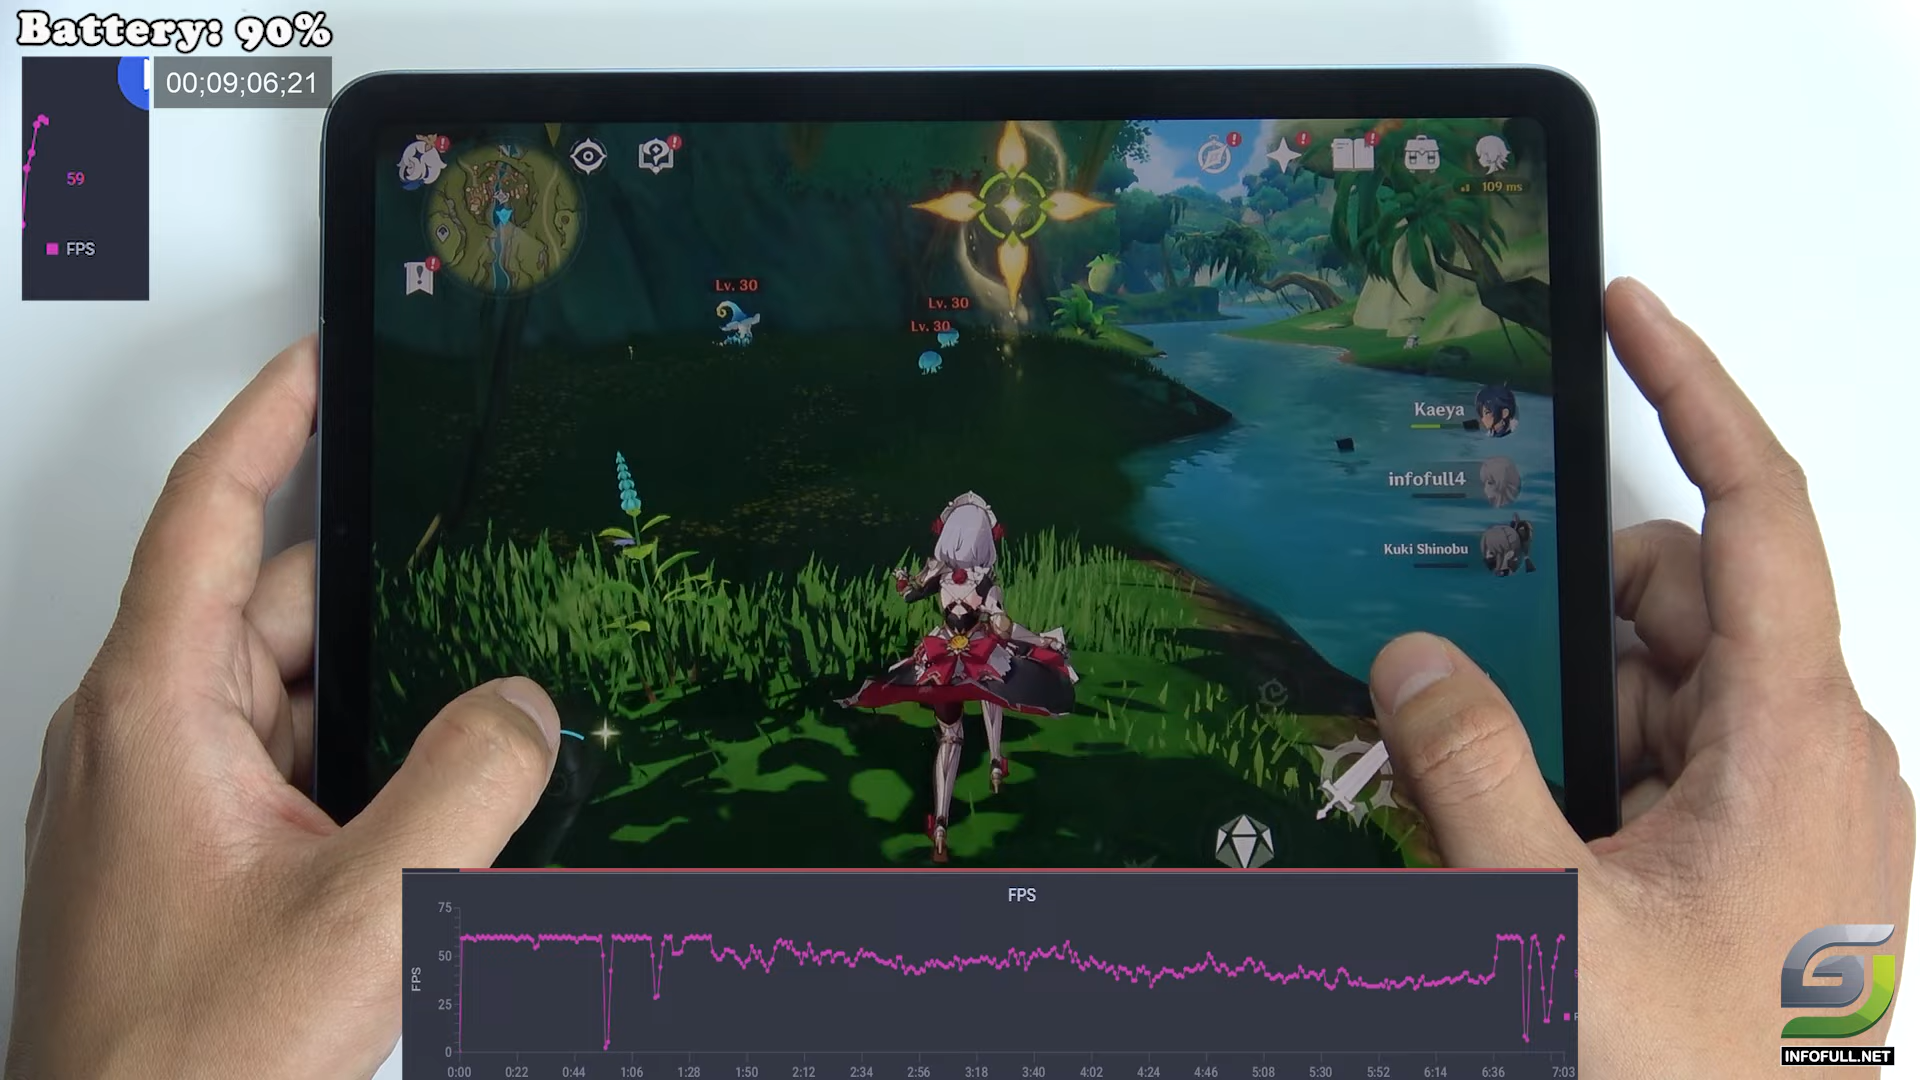 Battery: 90%
00;09;06;21
59
FPS
109 ms
Lv. 30
Lv. 30
Lv. 30
Kaeya
infofull4
Kuki Shinobu
FPS
75
50
25
0
FPS
0:00 0:22 0:44 1:06 1:28 1:50 2:12 2:34 2:56 3:18 3:40 4:02 4:24 4:46 5:08 5:30 5:52 6:14 6:36 7:03
INFOFULL.NET